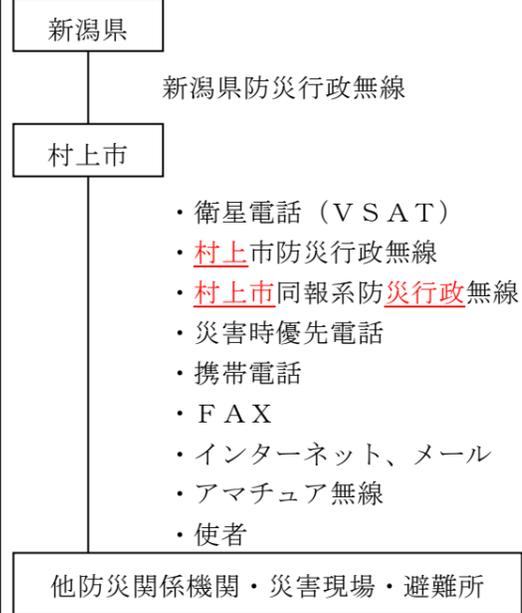 新潟県
新潟県防災行政無線
村上市
・衛星電話（ＶＳＡＴ）
・村上市防災行政無線
・村上市同報系防災行政無線
・災害時優先電話
・携帯電話
・ＦＡＸ
・インターネット、メール
・アマチュア無線
・使者
他防災関係機関・災害現場・避難所